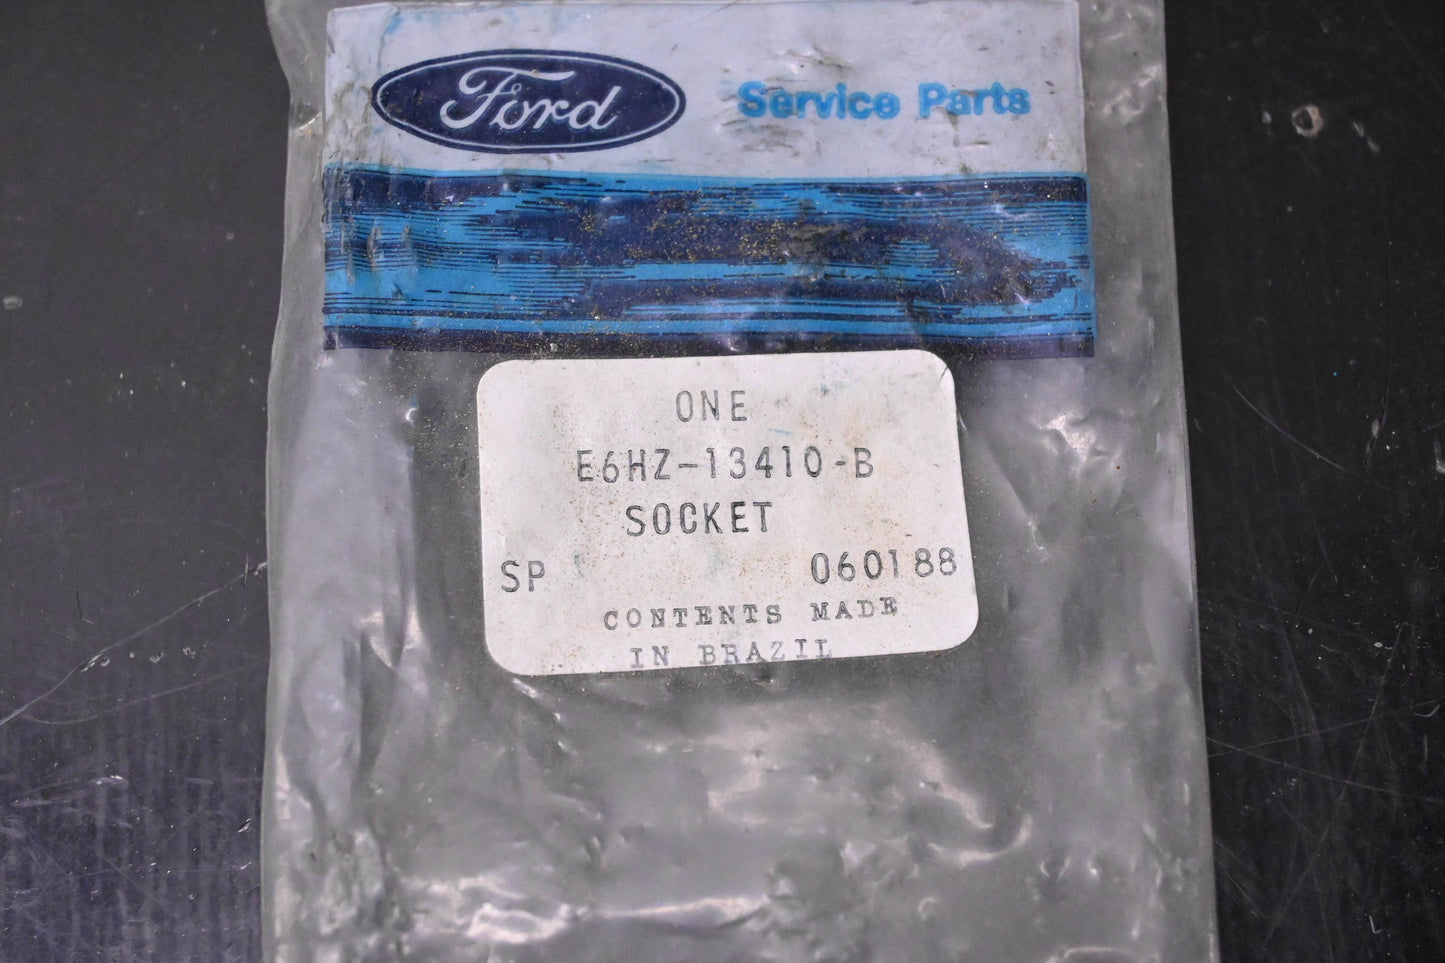 Ford Service Parts
ONE
E6HZ-13410-B
SOCKET
SP 060188
CONTENTS MADE
IN BRAZIL